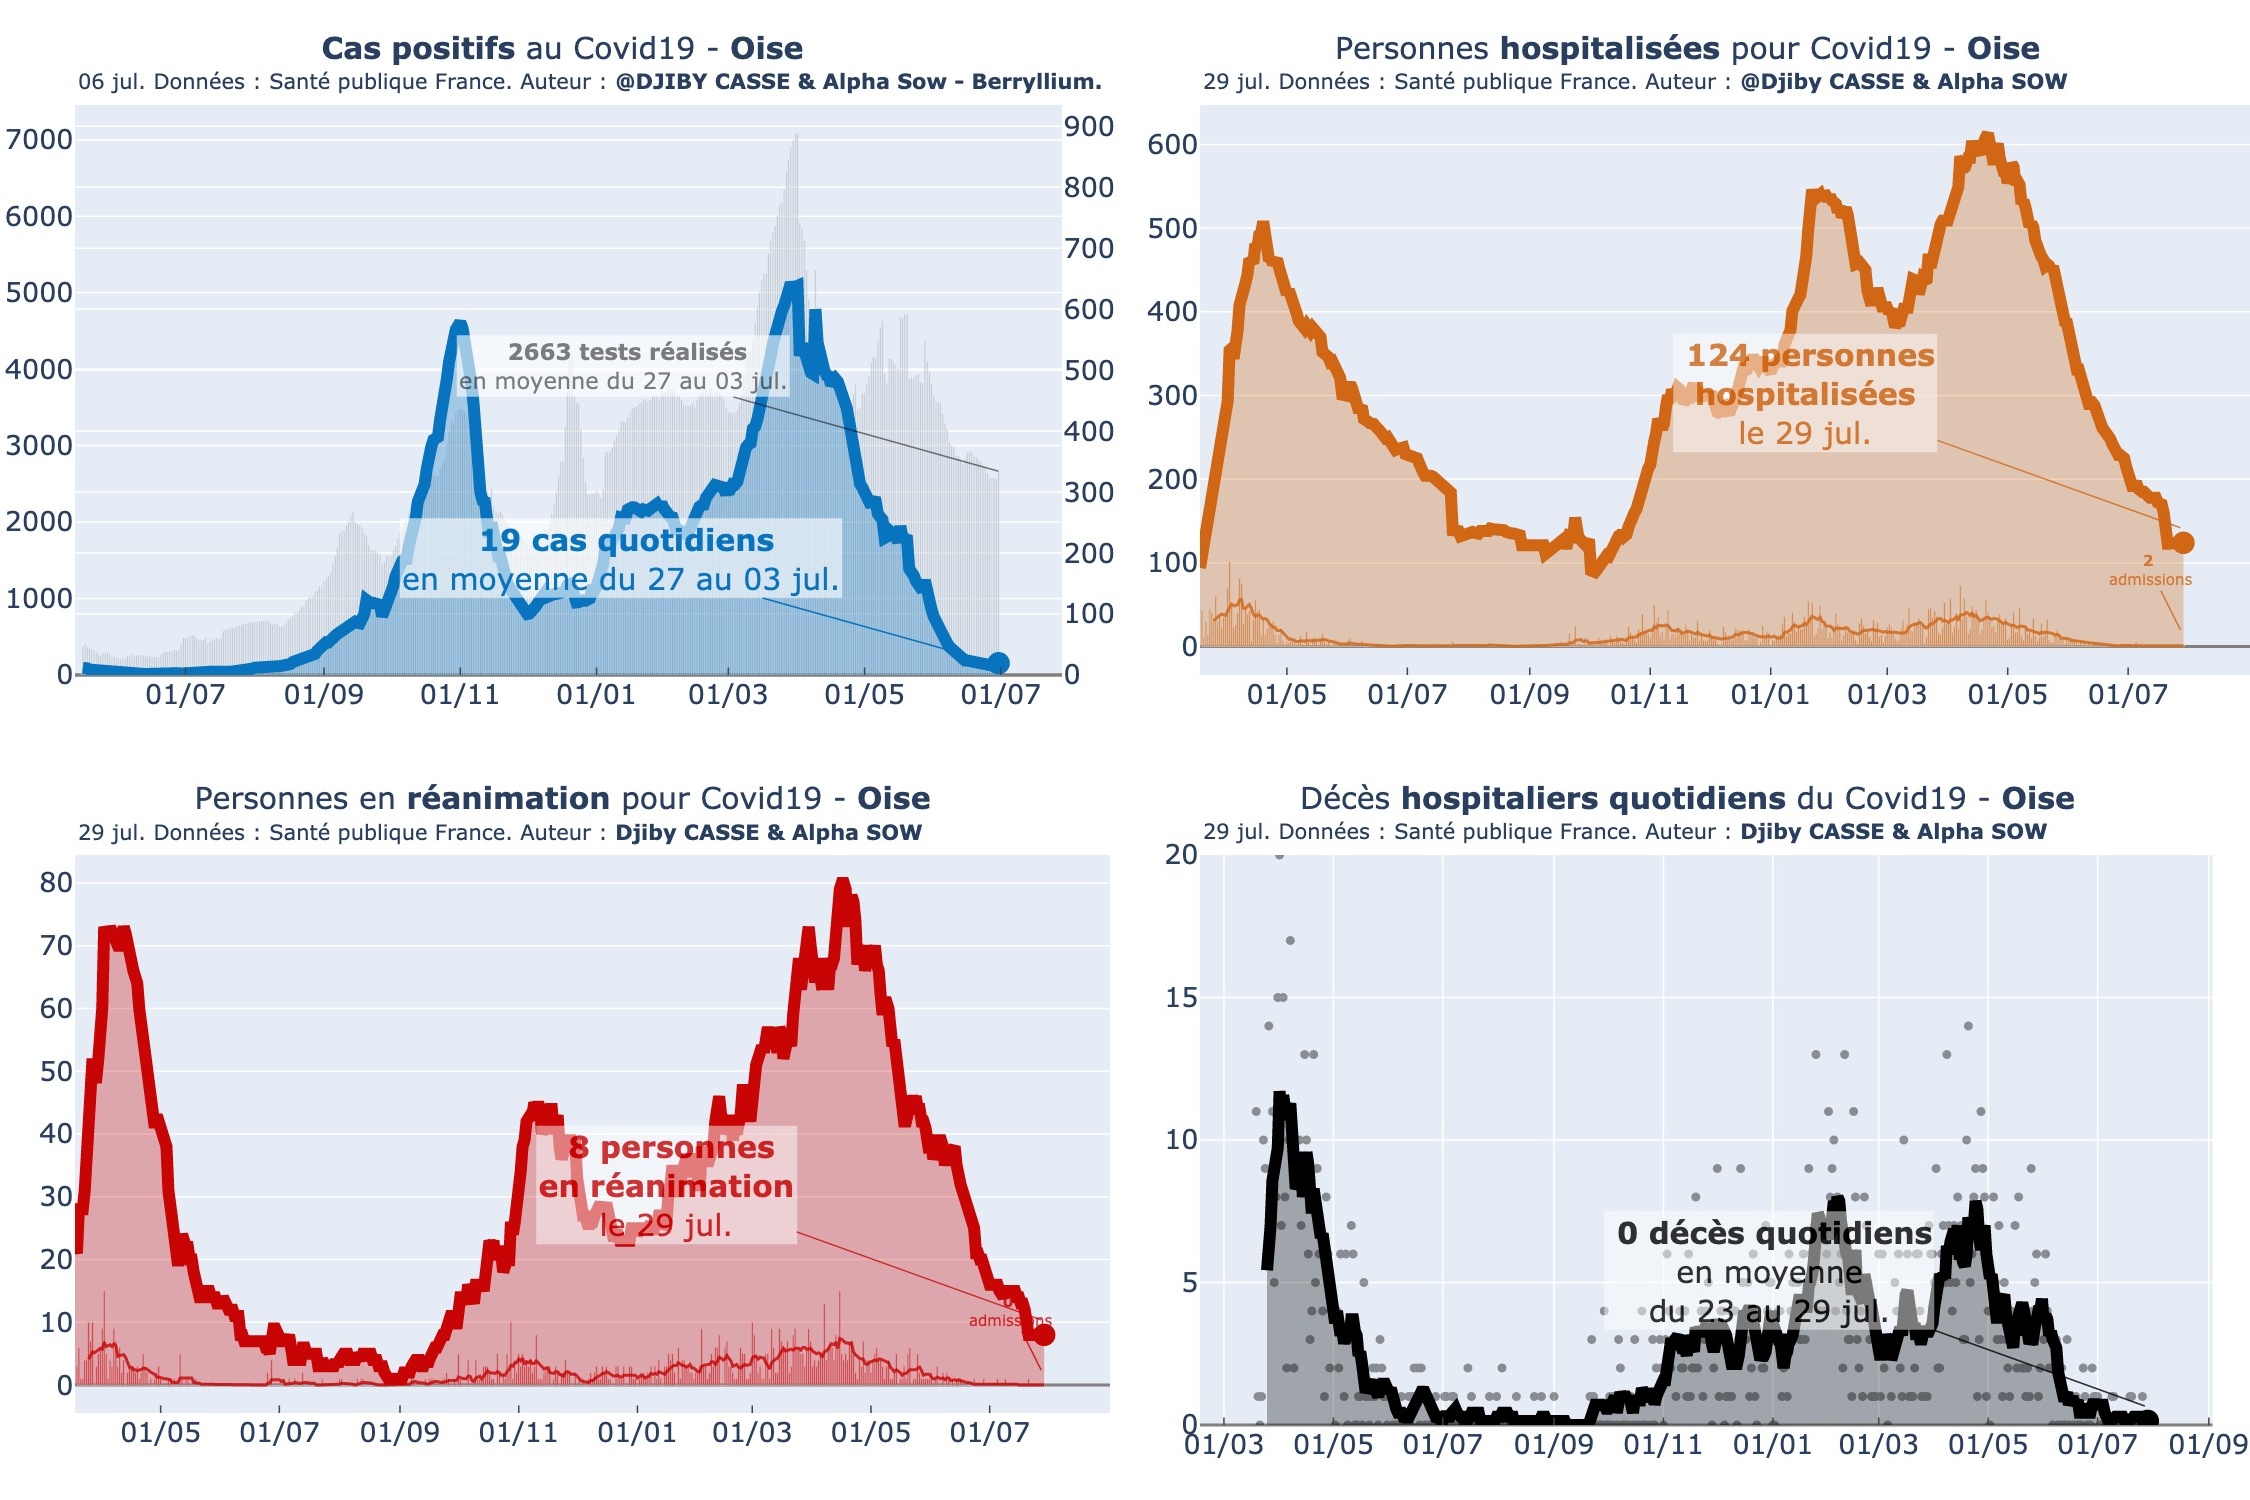 Cas positifs au Covid19 - Oise
06 jul. Données : Santé publique France. Auteur : @DJIBY CASSE & Alpha Sow - Berryllium.
7000
6000
5000
4000
3000
2000
1000
0
900
800
700
600
500
400
300
200
100
0
2663 tests réalisés
en moyenne du 27 au 03 jul.
19 cas quotidiens
en moyenne du 27 au 03 jul.
01/07 01/09 01/11 01/01 01/03 01/05 01/07
Personnes hospitalisées pour Covid19 - Oise
29 jul. Données : Santé publique France. Auteur : @Djiby CASSE & Alpha SOW
600
500
400
300
200
100
0
124 personnes
hospitalisées
le 29 jul.
2
admissions
01/05 01/07 01/09 01/11 01/01 01/03 01/05 01/07
Personnes en réanimation pour Covid19 - Oise
29 jul. Données : Santé publique France. Auteur : Djiby CASSE & Alpha SOW
80
70
60
50
40
30
20
10
0
8 personnes
en réanimation
le 29 jul.
admissions
01/05 01/07 01/09 01/11 01/01 01/03 01/05 01/07
Décès hospitaliers quotidiens du Covid19 - Oise
29 jul. Données : Santé publique France. Auteur : Djiby CASSE & Alpha SOW
20
15
10
5
0
0 décès quotidiens
en moyenne
du 23 au 29 jul.
01/03 01/05 01/07 01/09 01/11 01/01 01/03 01/05 01/07 01/09